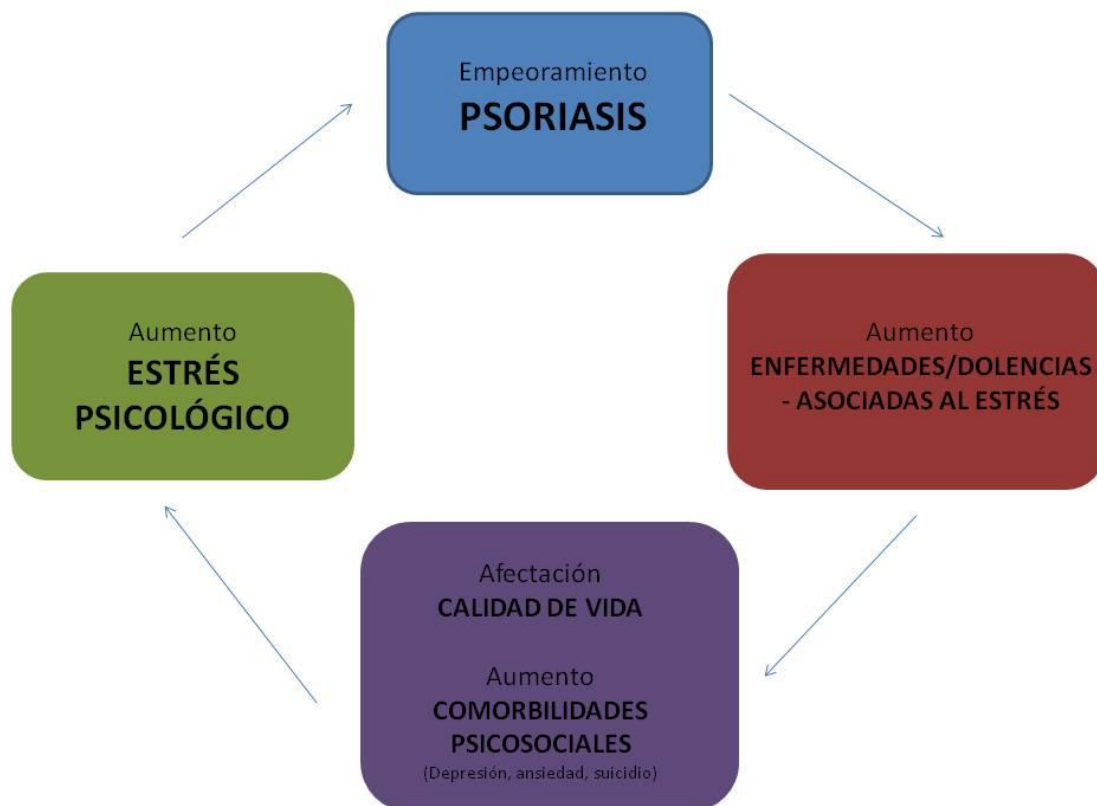 Empeoramiento
PSORIASIS
Aumento
ESTRÉS
PSICOLÓGICO
Aumento
ENFERMEDADES/DOLENCIAS
- ASOCIADAS AL ESTRÉS
Afectación
CALIDAD DE VIDA
Aumento
COMORBILIDADES
PSICOSOCIALES
(Depresión, ansiedad, suicidio)